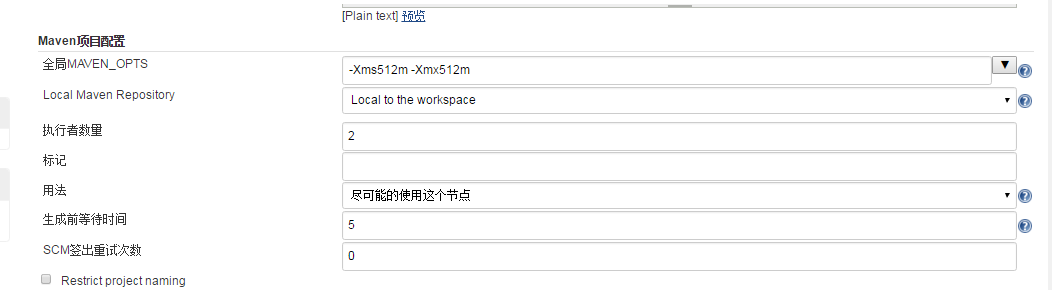 [Plain text] 预览
Maven项目配置
全局MAVEN_OPTS
-Xms512m -Xmx512m
Local Maven Repository
Local to the workspace
执行者数量
2
标记
用法
尽可能的使用这个节点
生成前等待时间
5
SCM签出重试次数
0
Restrict project naming